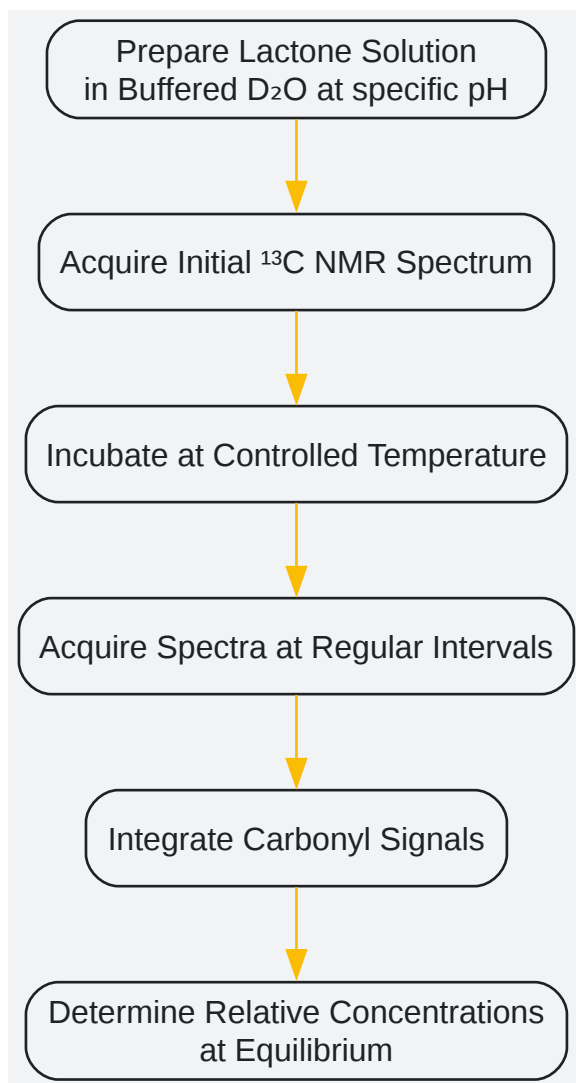 Prepare Lactone Solution
in Buffered D₂O at specific pH
Acquire Initial ¹³C NMR Spectrum
Incubate at Controlled Temperature
Acquire Spectra at Regular Intervals
Integrate Carbonyl Signals
Determine Relative Concentrations
at Equilibrium